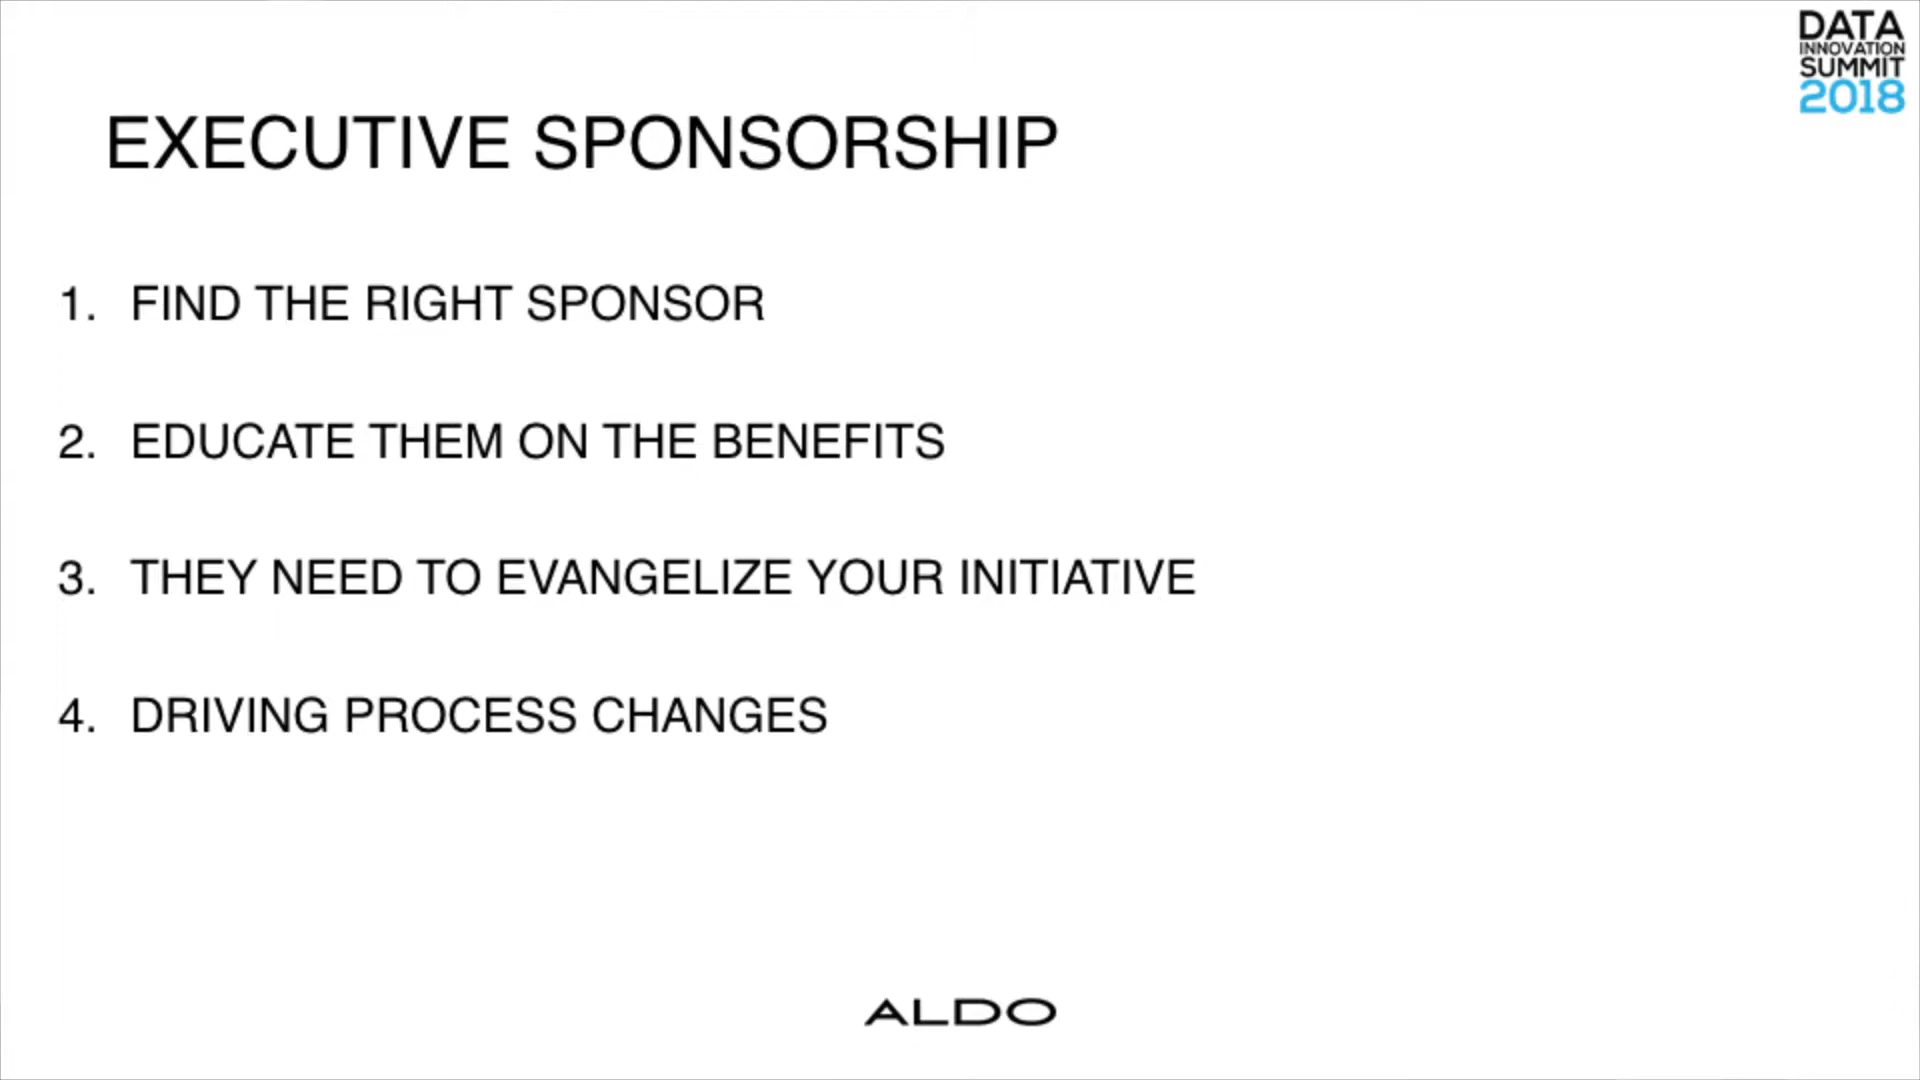 DATA
INNOVATION
SUMMIT
2018
EXECUTIVE SPONSORSHIP
1. FIND THE RIGHT SPONSOR
2. EDUCATE THEM ON THE BENEFITS
3. THEY NEED TO EVANGELIZE YOUR INITIATIVE
4. DRIVING PROCESS CHANGES
ALDO